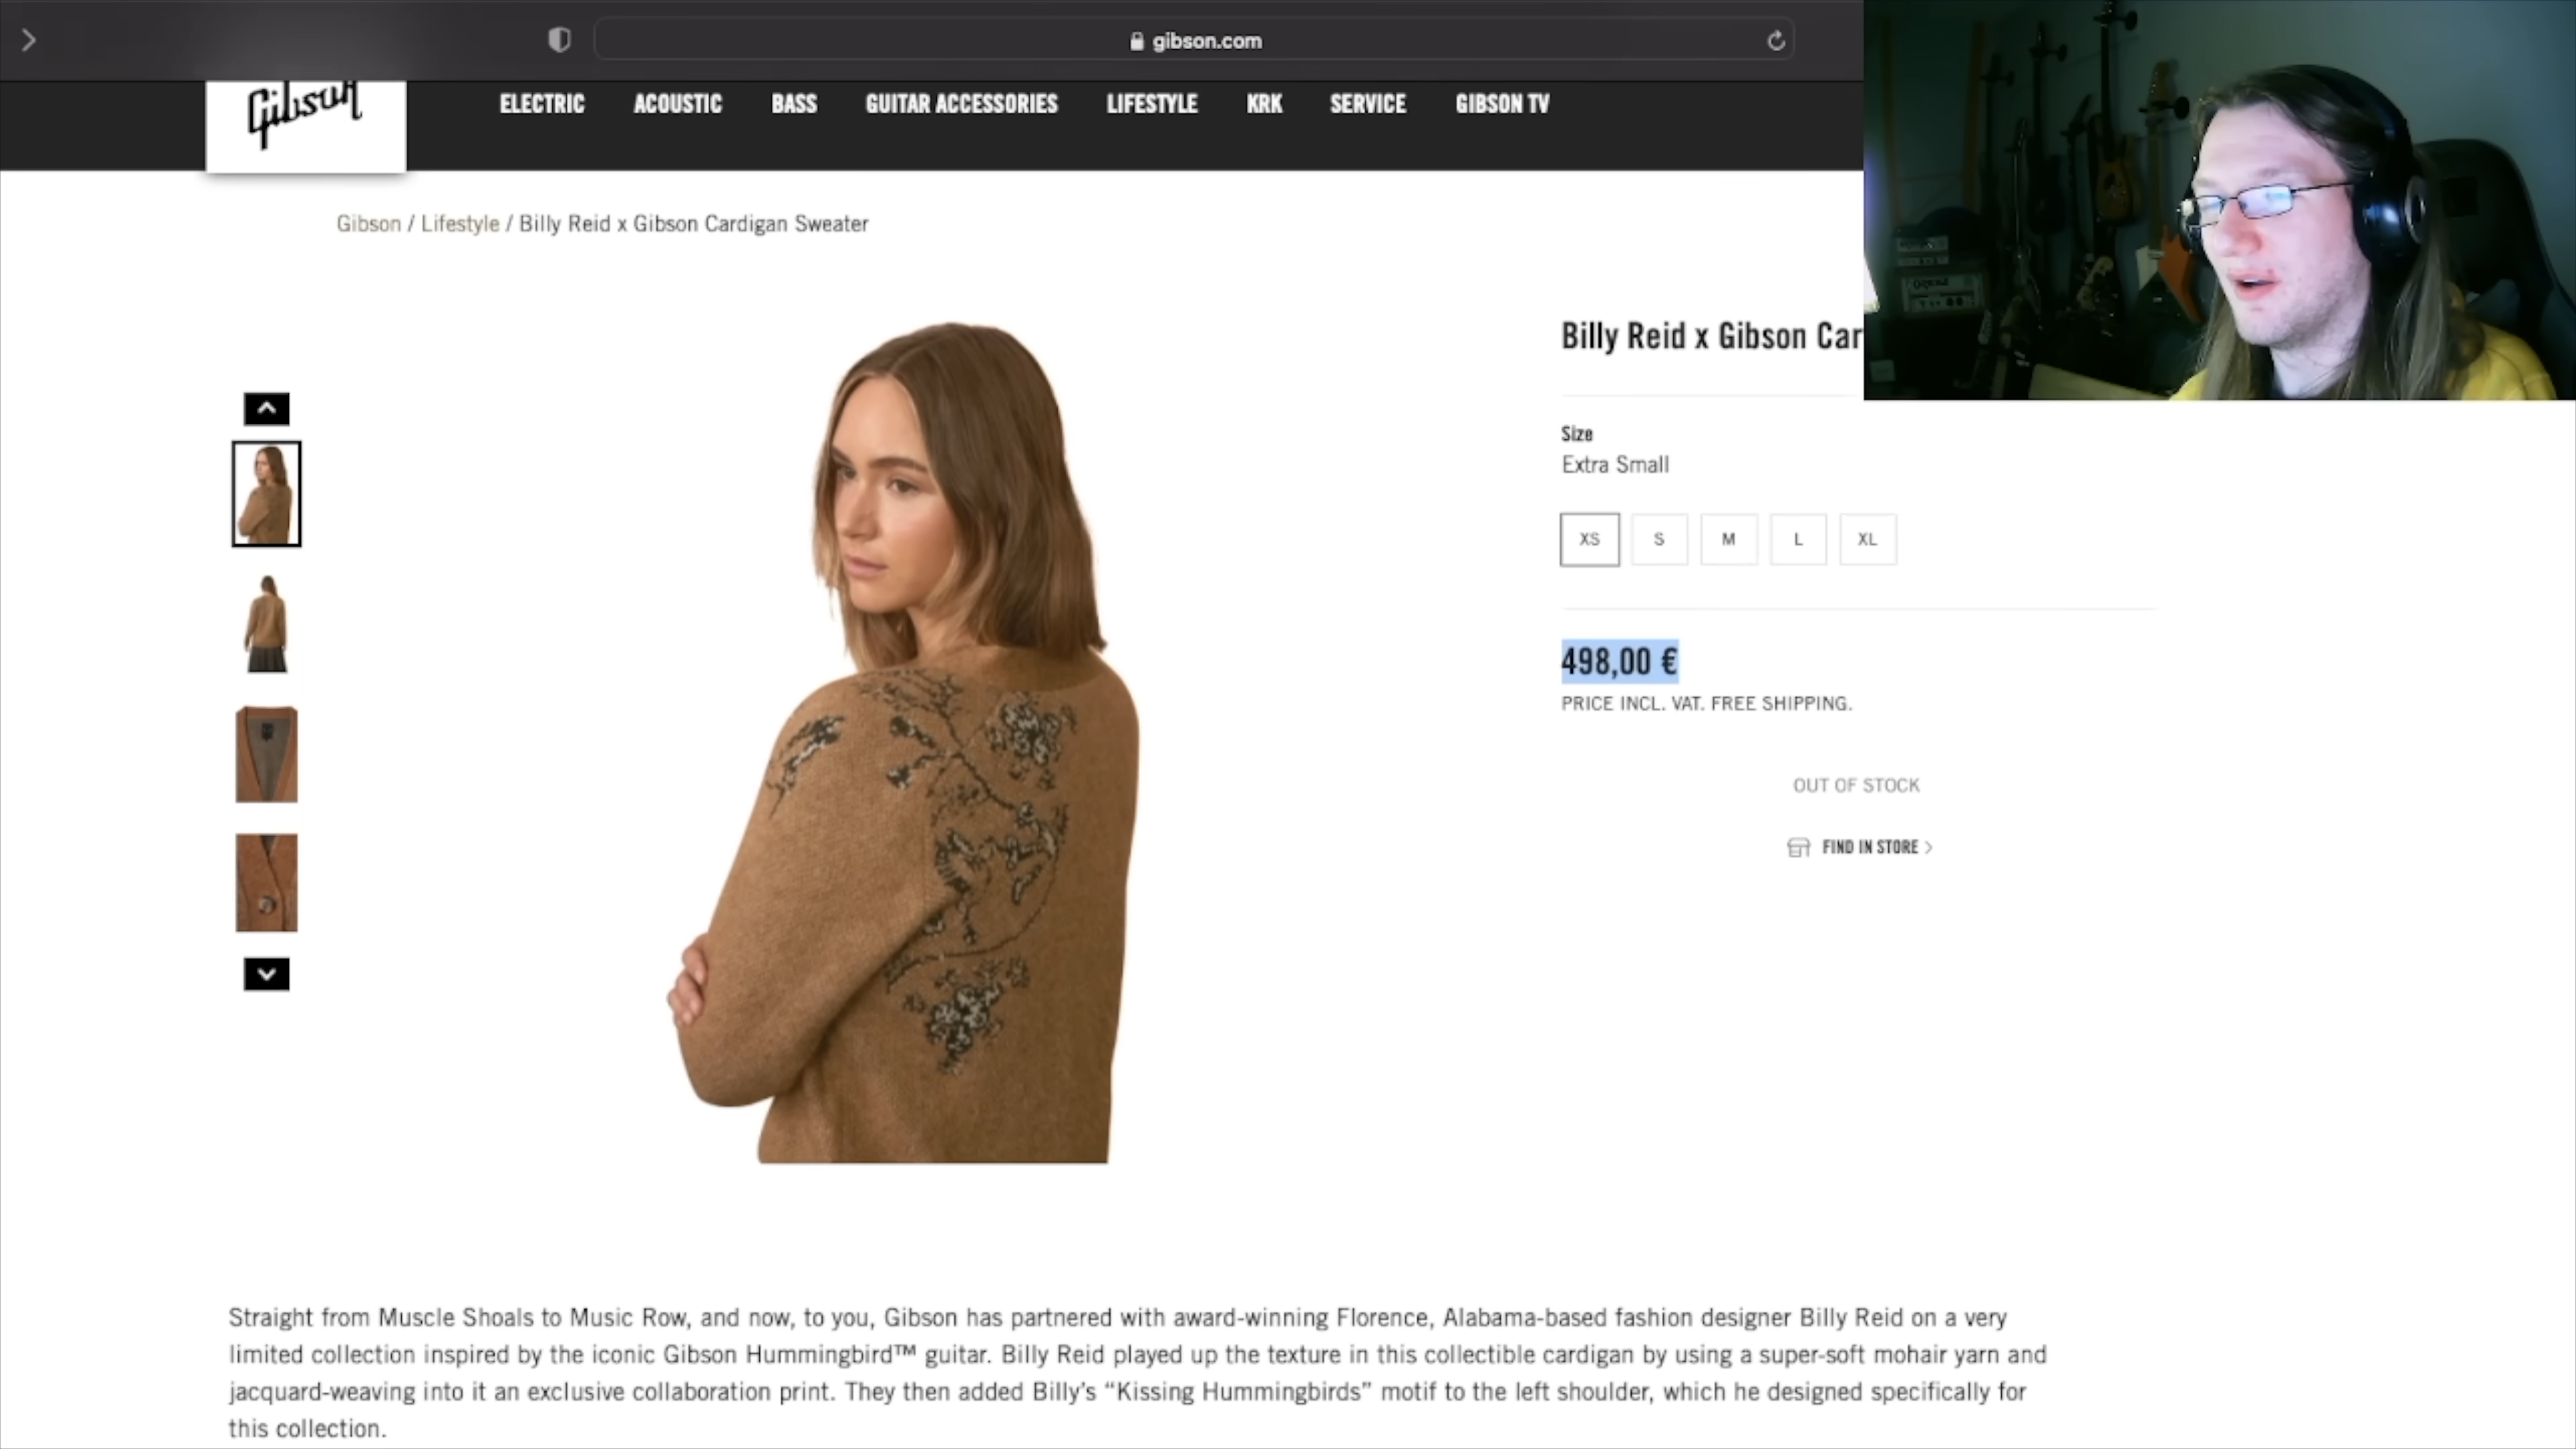 gibson.com
Gibson
ELECTRIC ACOUSTIC BASS GUITAR ACCESSORIES LIFESTYLE KRK SERVICE GIBSON TV
Gibson / Lifestyle / Billy Reid x Gibson Cardigan Sweater
Billy Reid x Gibson Car
Size
Extra Small
XS S M L XL
498,00 €
PRICE INCL. VAT. FREE SHIPPING.
OUT OF STOCK
FIND IN STORE
Straight from Muscle Shoals to Music Row, and now, to you, Gibson has partnered with award-winning Florence, Alabama-based fashion designer Billy Reid on a very
limited collection inspired by the iconic Gibson Hummingbird™ guitar. Billy Reid played up the texture in this collectible cardigan by using a super-soft mohair yarn and
jacquard-weaving into it an exclusive collaboration print. They then added Billy’s “Kissing Hummingbirds” motif to the left shoulder, which he designed specifically for
this collection.